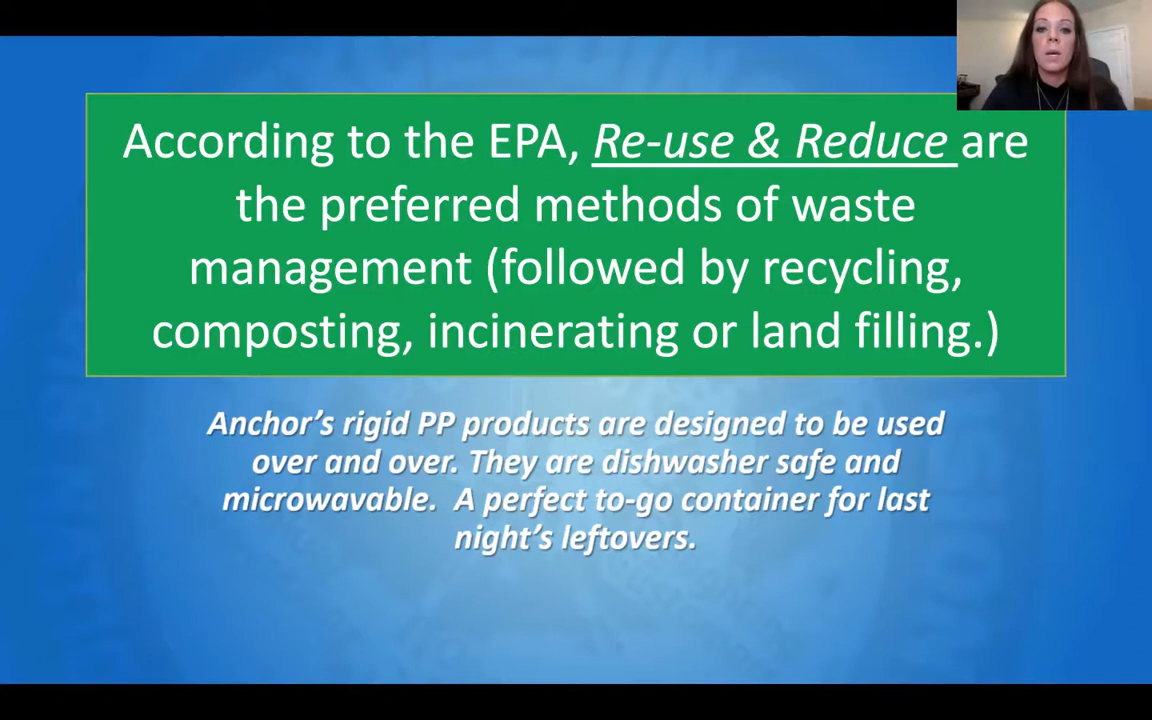 According to the EPA, Re-use & Reduce are
the preferred methods of waste
management (followed by recycling,
composting, incinerating or land filling.)
Anchor's rigid PP products are designed to be used
over and over. They are dishwasher safe and
microwavable.  A perfect to-go container for last
night's leftovers.